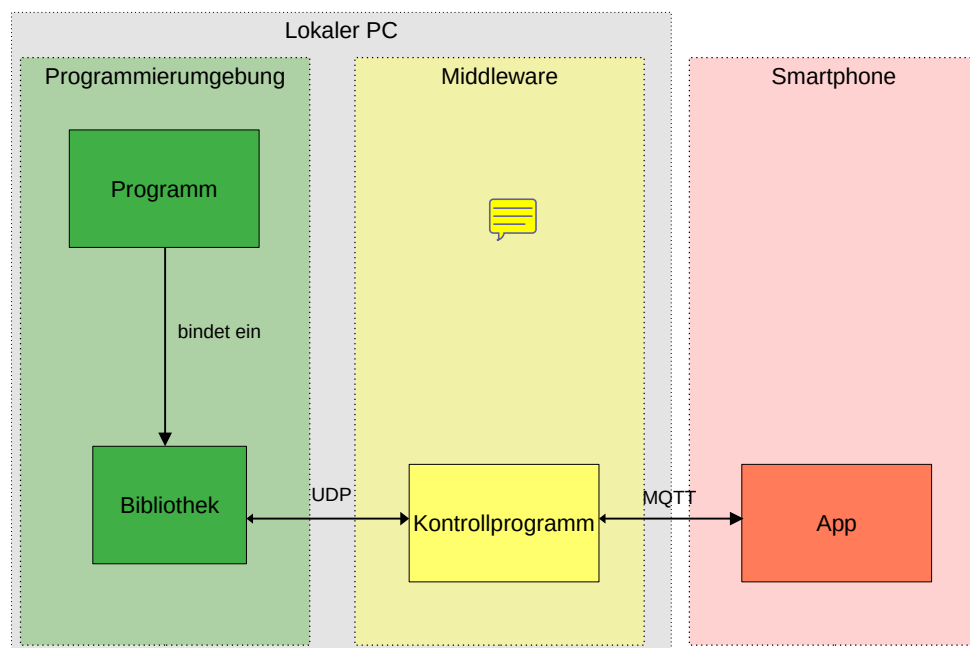 Lokaler PC
Programmierumgebung
Middleware
Smartphone
Programm
bindet ein
Bibliothek
UDP
Kontrollprogramm
MQTT
App